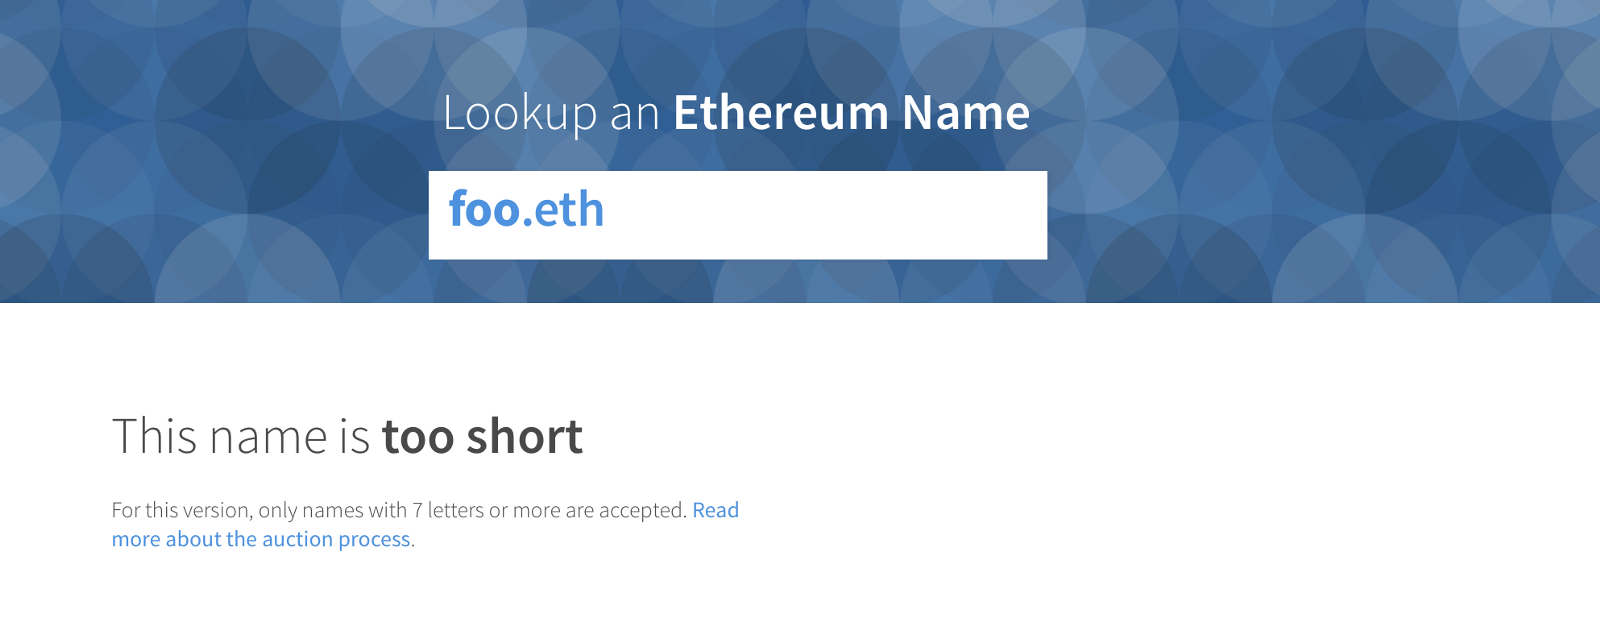 Lookup an Ethereum Name
foo.eth
This name is too short
For this version, only names with 7 letters or more are accepted. Read
more about the auction process.